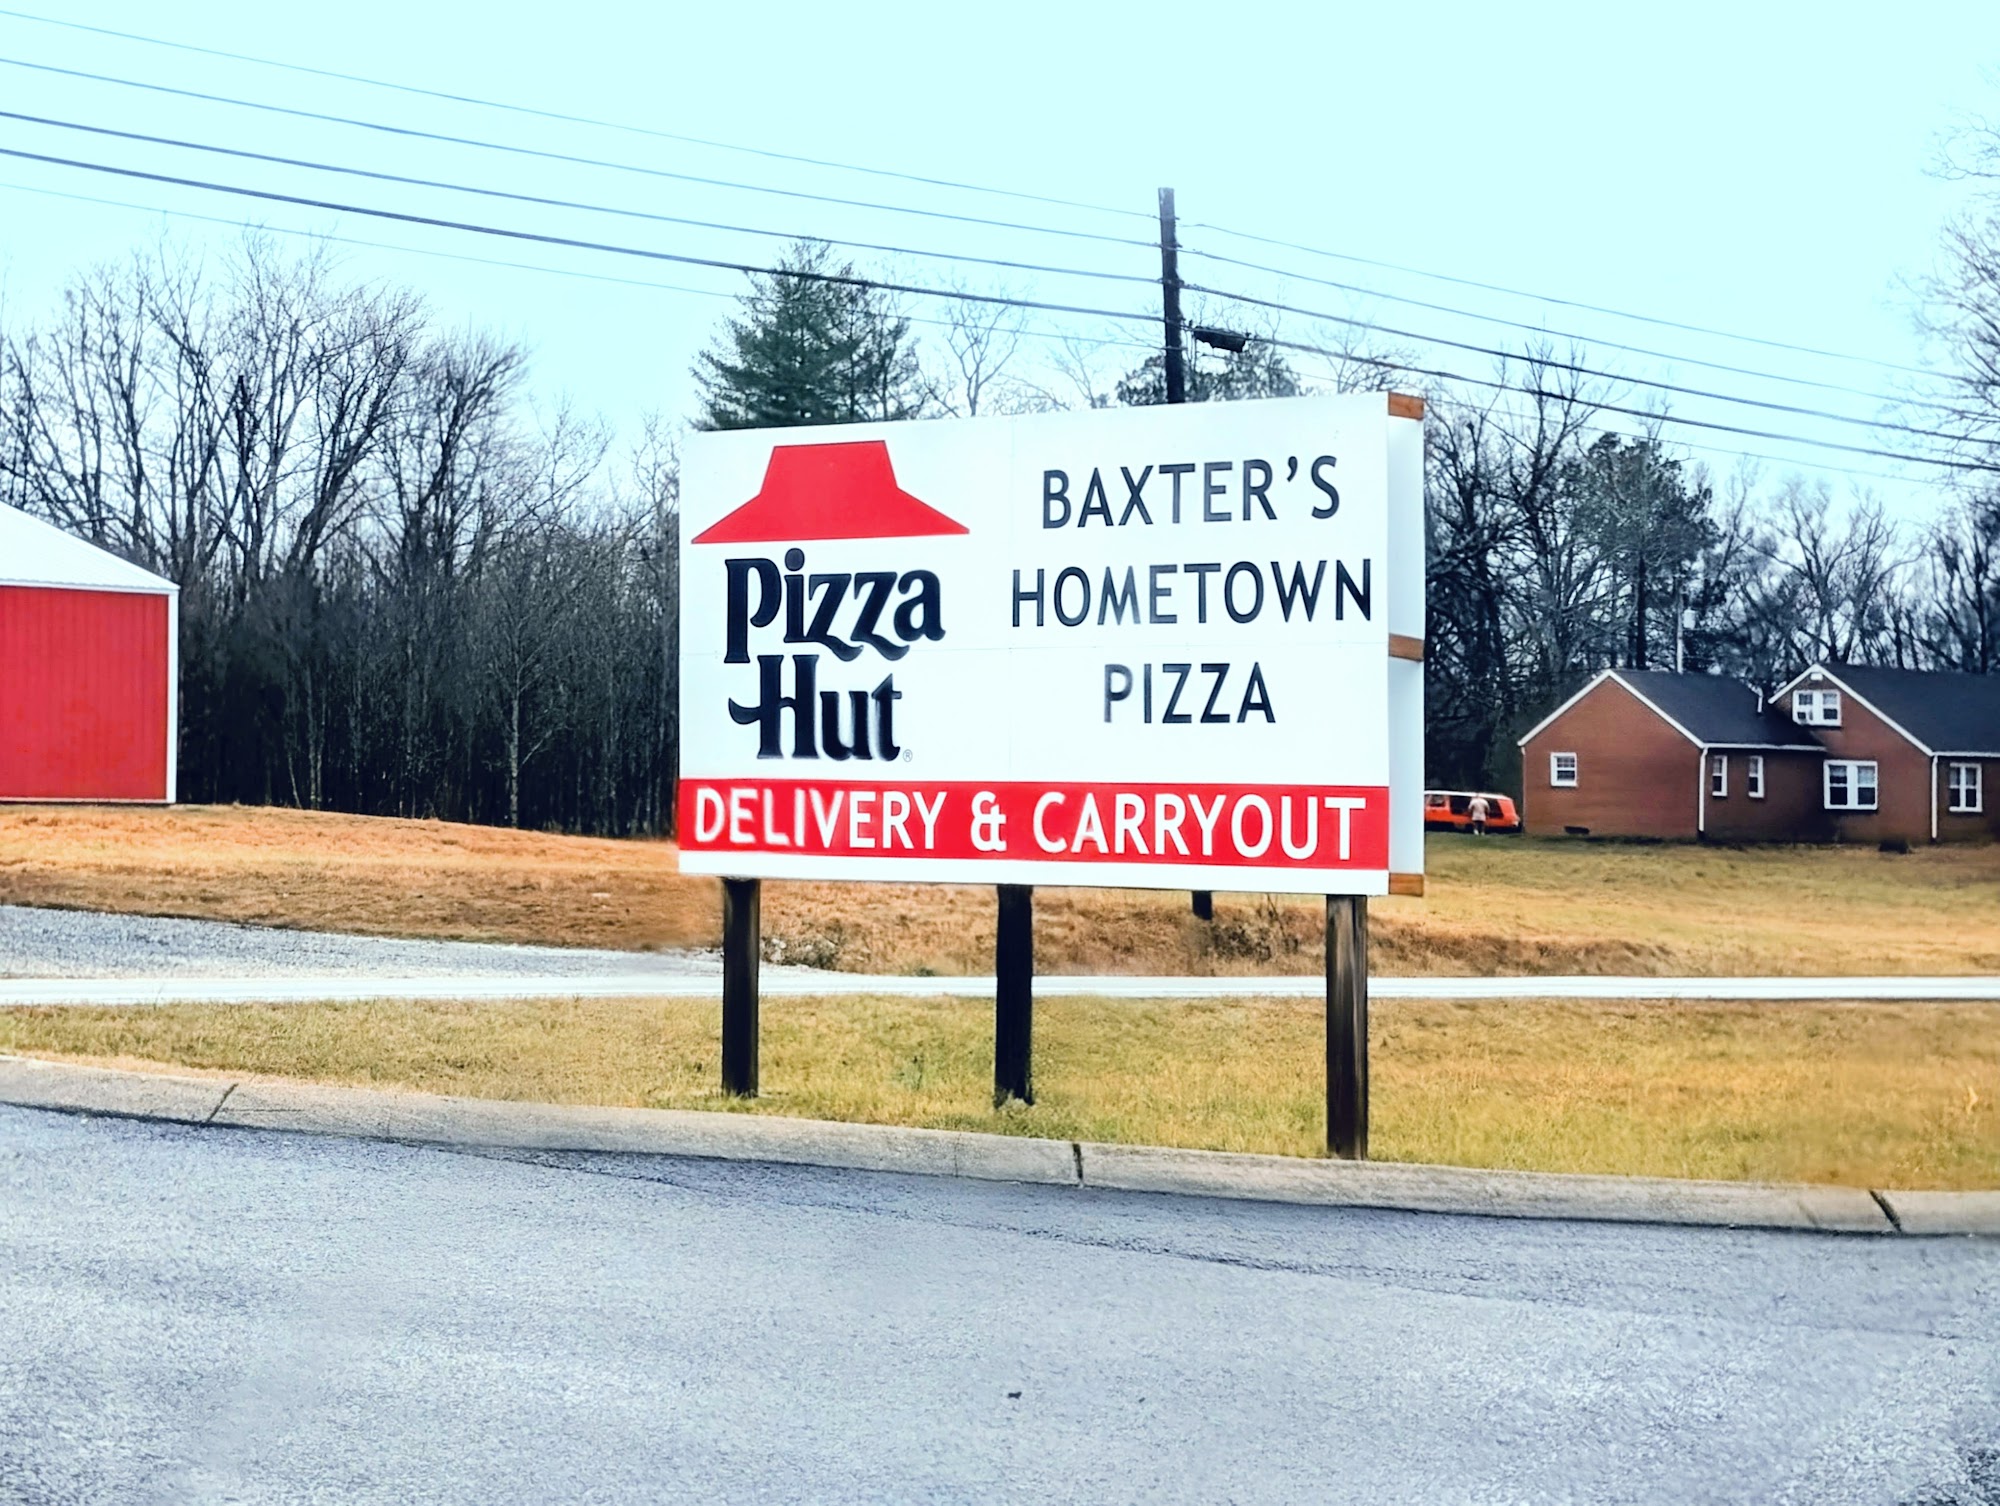 Pizza
Hut®
BAXTER'S
HOMETOWN
PIZZA
DELIVERY & CARRYOUT